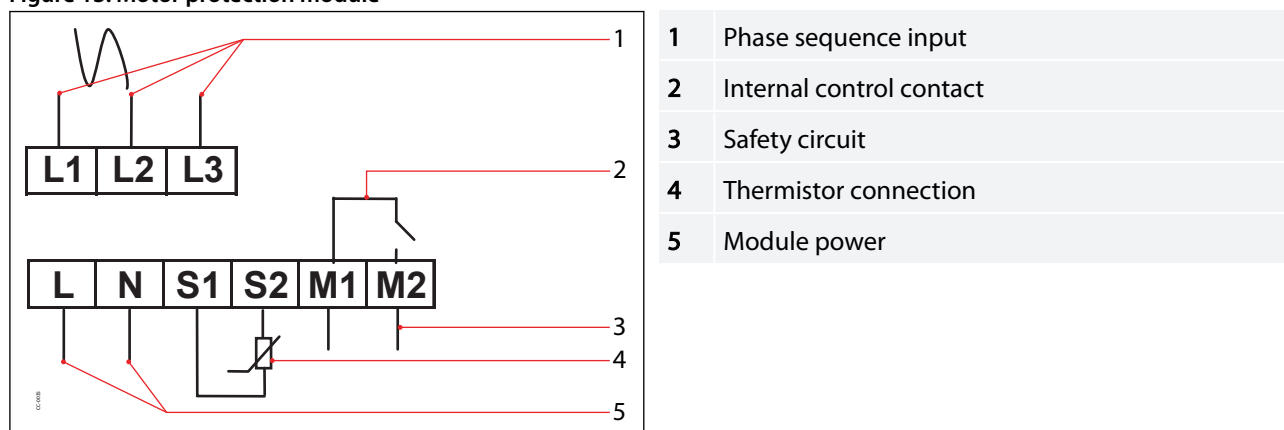 Figure 15: Motor protection module
L1 L2 L3
L N S1 S2 M1 M2
1
2
3
4
5
1 Phase sequence input
2 Internal control contact
3 Safety circuit
4 Thermistor connection
5 Module power